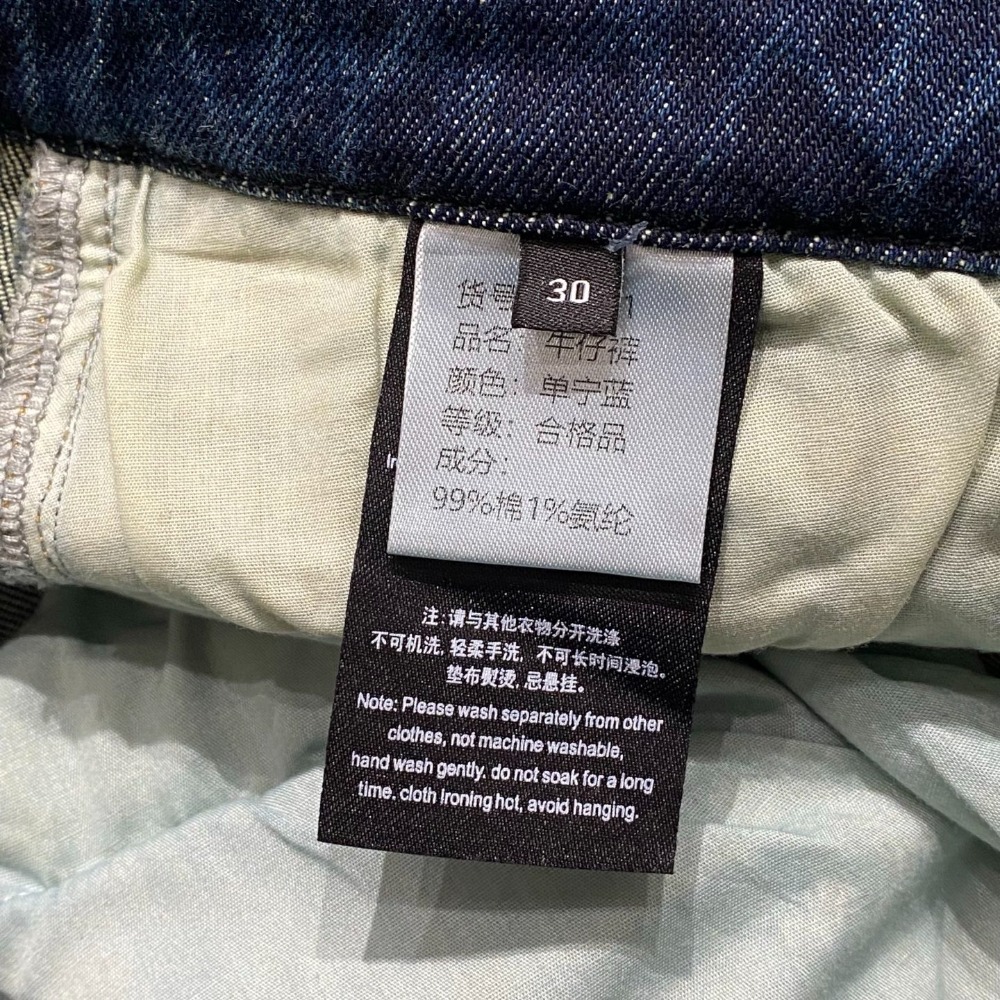 30
货号
品名 牛仔裤
颜色: 单宁蓝
等级: 合格品
成分:
99%棉1%氨纶
注:请与其他衣物分开洗涤
不可机洗,轻柔手洗,不可长时间浸泡。
垫布熨烫,忌悬挂。
Note: Please wash separately from other
clothes, not machine washable,
hand wash gently. do not soak for a long
time. cloth Ironing hot, avoid hanging.